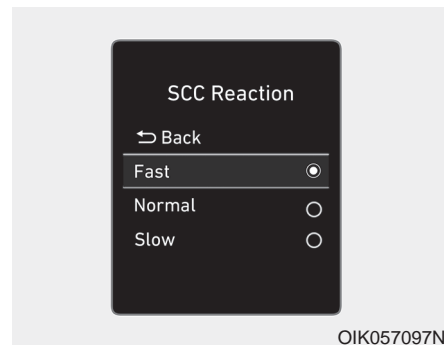 SCC Reaction
Back
Fast
Normal
Slow
OIK057097N